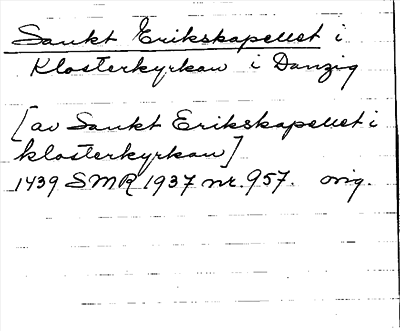 Sankt Erikskapellet i
Klosterkyrkan i Danzig
[av Sankt Erikskapellet i
klosterkyrkan]
1439 SMR 1937 nr. 957. orig.